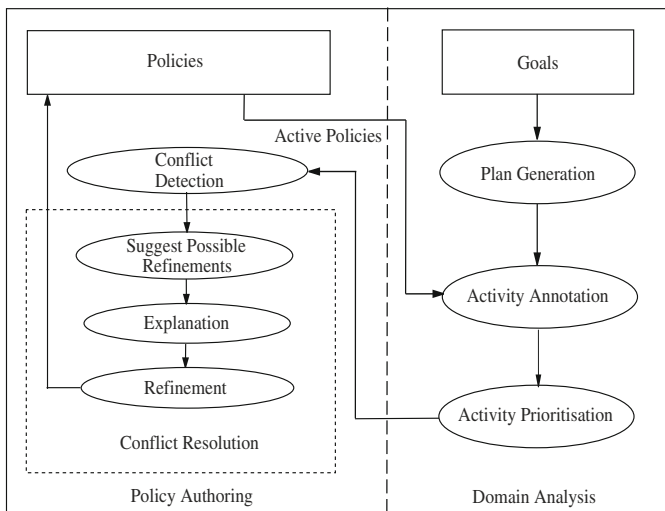 Policies
Goals
Active Policies
Conflict
Detection
Plan Generation
Suggest Possible
Refinements
Activity Annotation
Explanation
Refinement
Activity Prioritisation
Conflict Resolution
Policy Authoring
Domain Analysis